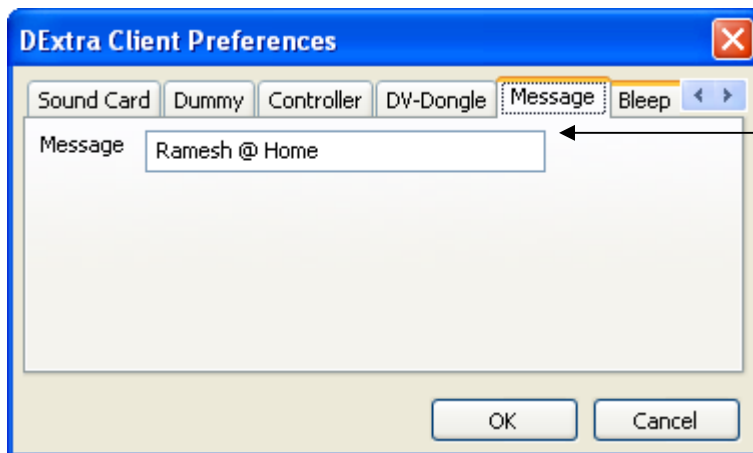 DExtra Client Preferences
Sound Card Dummy Controller DV-Dongle Message Bleep
Message Ramesh @ Home
OK Cancel